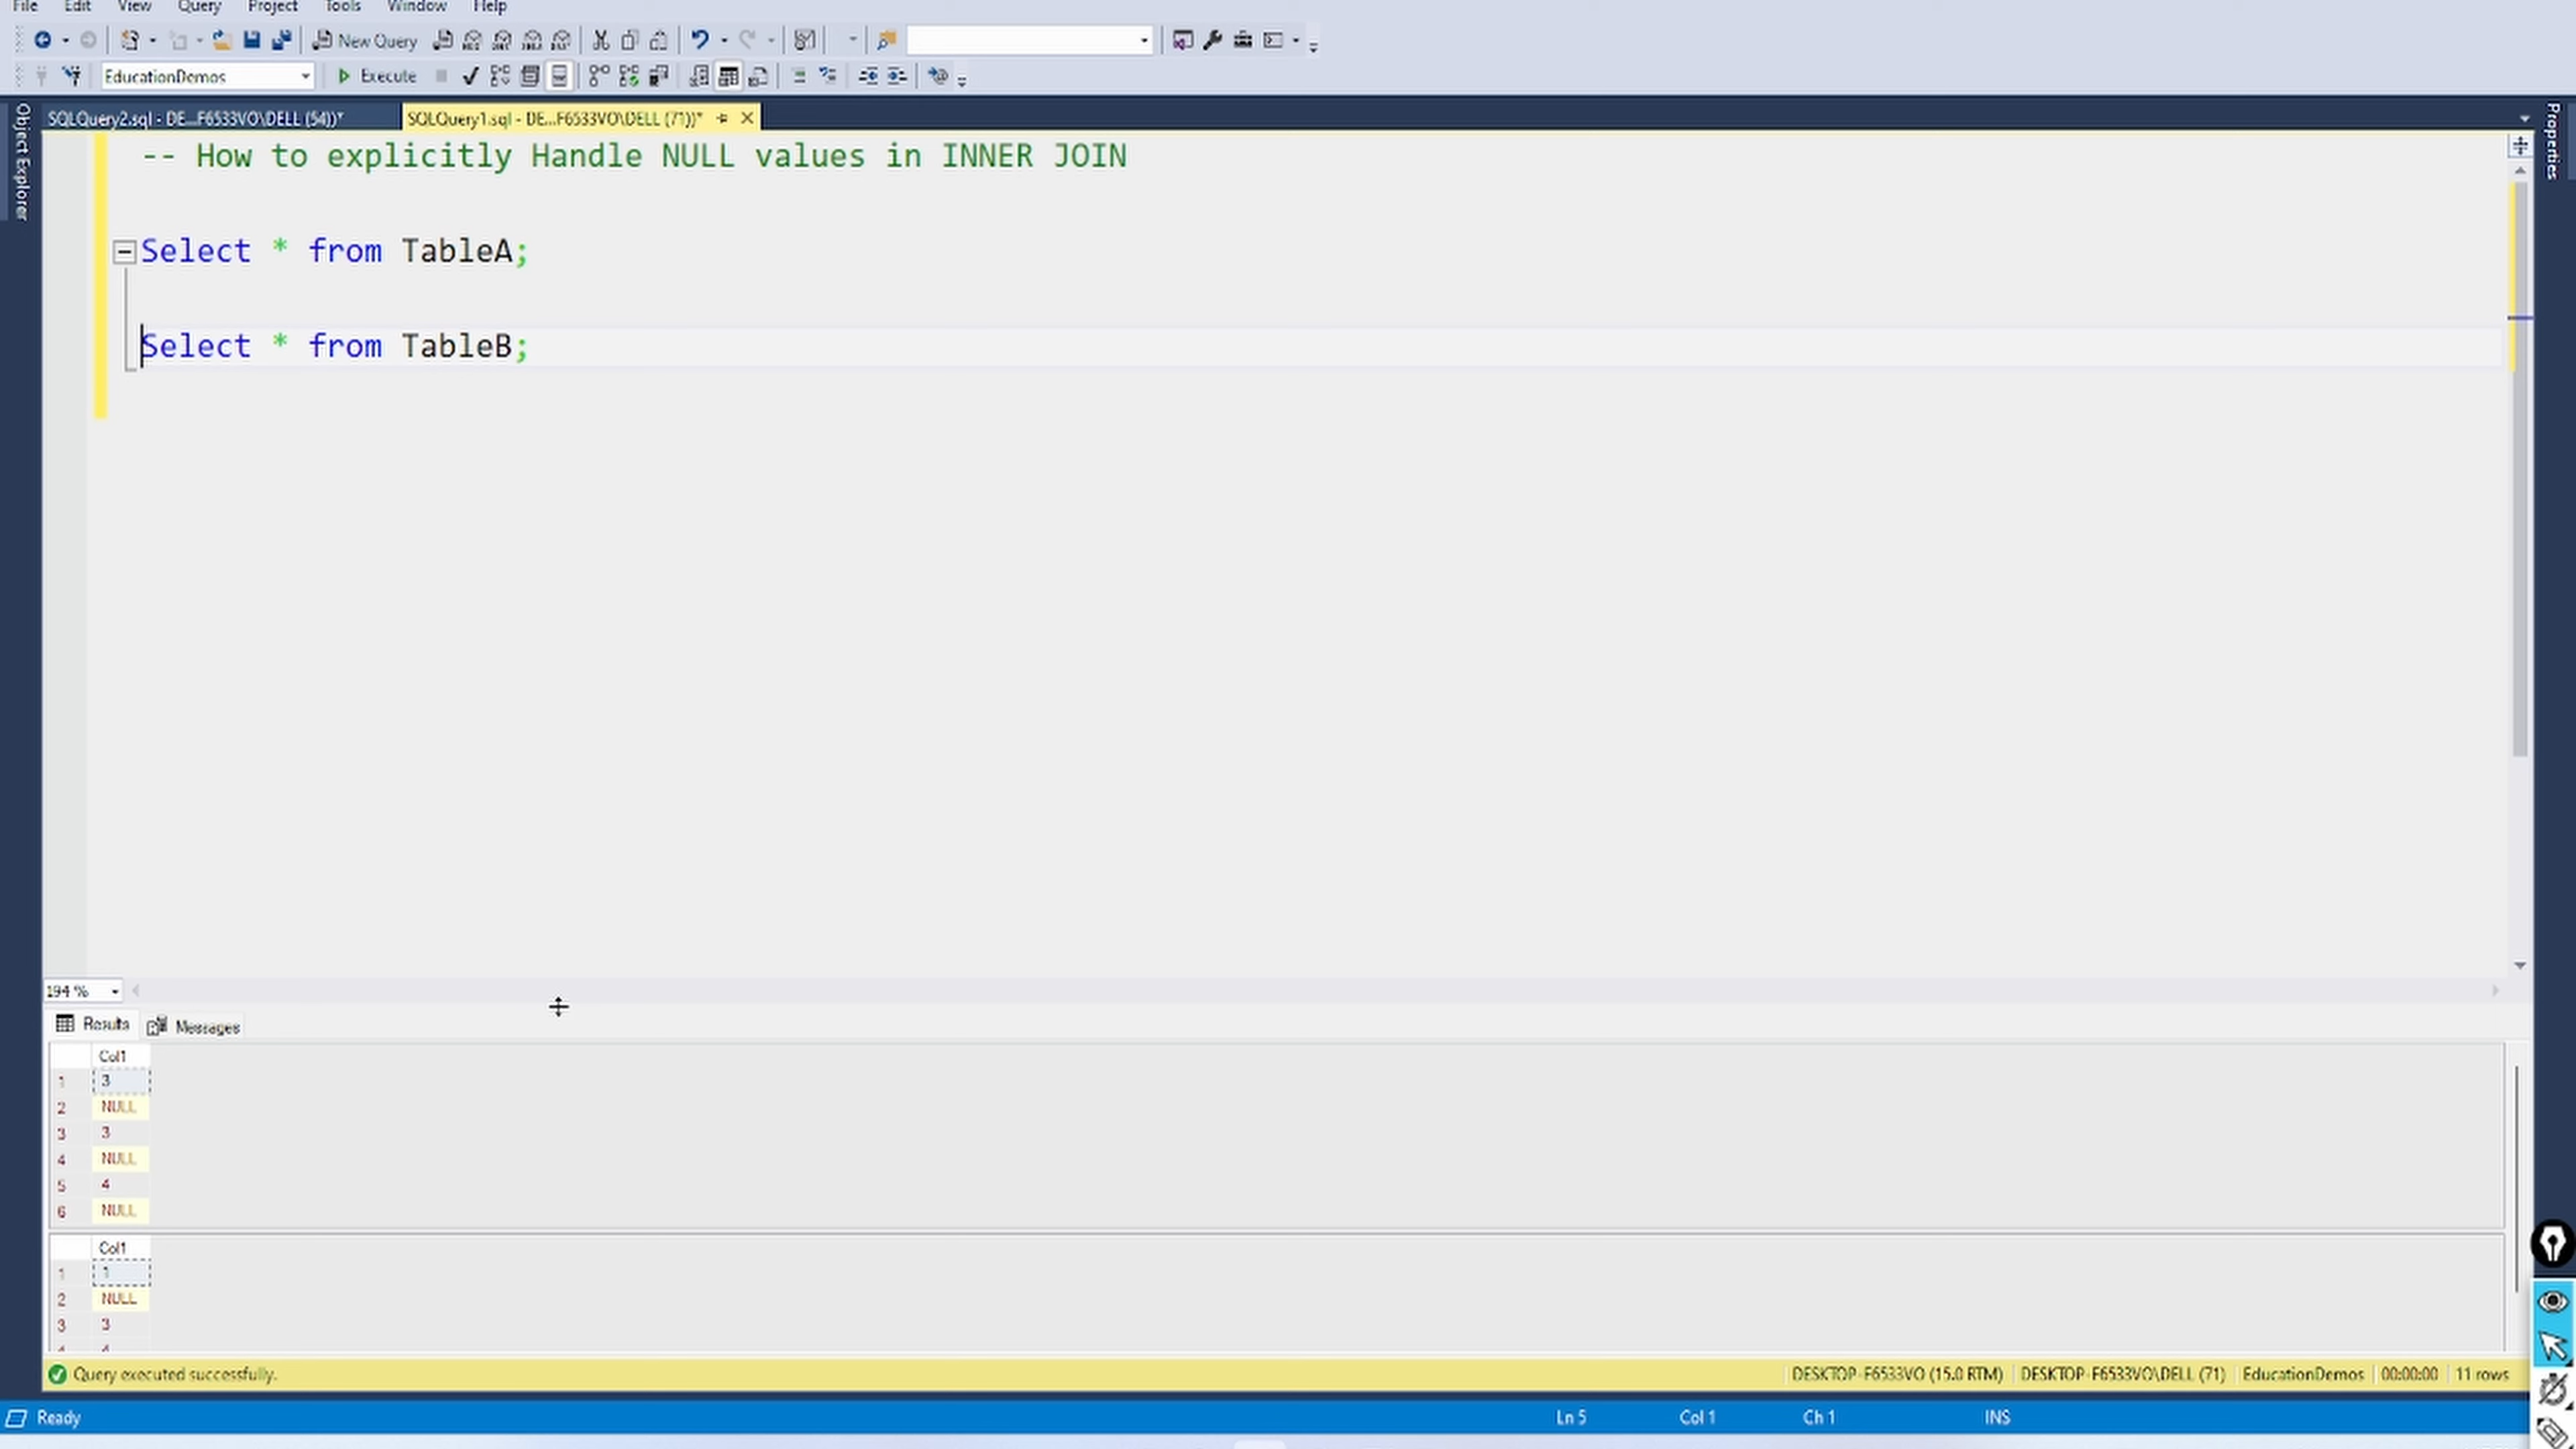 File Edit View Query Project Tools Window Help
New Query
EducationDemos Execute
Object Explorer
SQLQuery2.sql - DE...F6533VO\DELL (54))*
SQLQuery1.sql - DE...F6533VO\DELL (71))*
Properties
-- How to explicitly Handle NULL values in INNER JOIN
Select * from TableA;
Select * from TableB;
194 %
Results Messages
Col1
1 3
2 NULL
3 3
4 NULL
5 4
6 NULL
Col1
1 1
2 NULL
3 3
Query executed successfully. DESKTOP-F6533VO (15.0 RTM) DESKTOP-F6533VO\DELL (71) EducationDemos 00:00:00 11 rows
Ready Ln 5 Col 1 Ch 1 INS